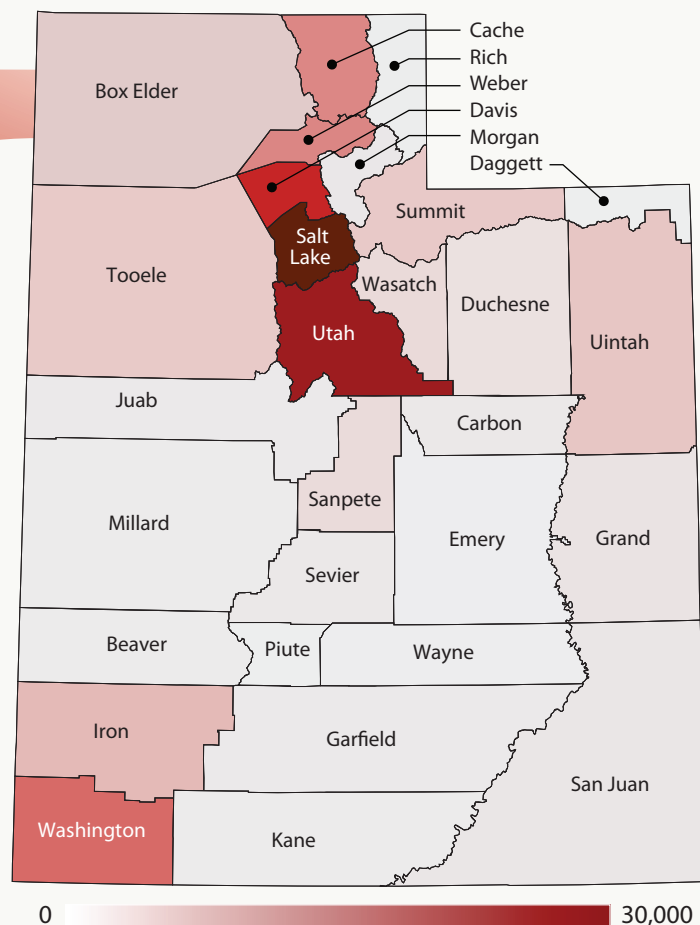 Cache
Rich
Weber
Davis
Morgan
Daggett
Box Elder
Summit
Salt
Lake
Tooele
Wasatch
Duchesne
Utah
Uintah
Juab
Carbon
Sanpete
Millard
Emery
Grand
Sevier
Beaver
Piute
Wayne
Iron
Garfield
San Juan
Washington
Kane
0
30,000